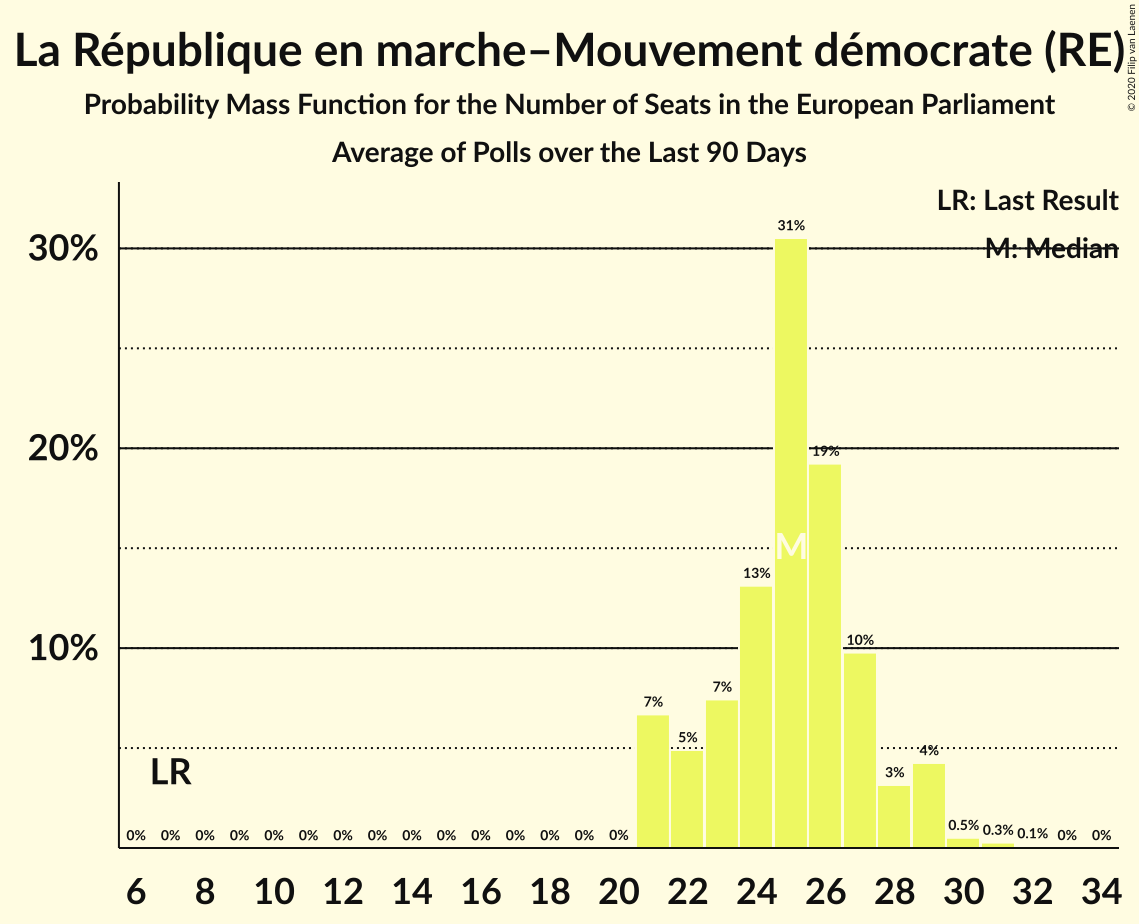 La République en marche–Mouvement démocrate (RE)
© 2020 Filip van Laenen
Probability Mass Function for the Number of Seats in the European Parliament
Average of Polls over the Last 90 Days
LR: Last Result
M: Median
30%
20%
10%
31%
19%
M
13%
10%
7%
7%
5%
4%
3%
LR
0% 0% 0% 0% 0% 0% 0% 0% 0% 0% 0% 0% 0% 0% 0% 0.5% 0.3% 0.1% 0% 0%
6 8 10 12 14 16 18 20 22 24 26 28 30 32 34